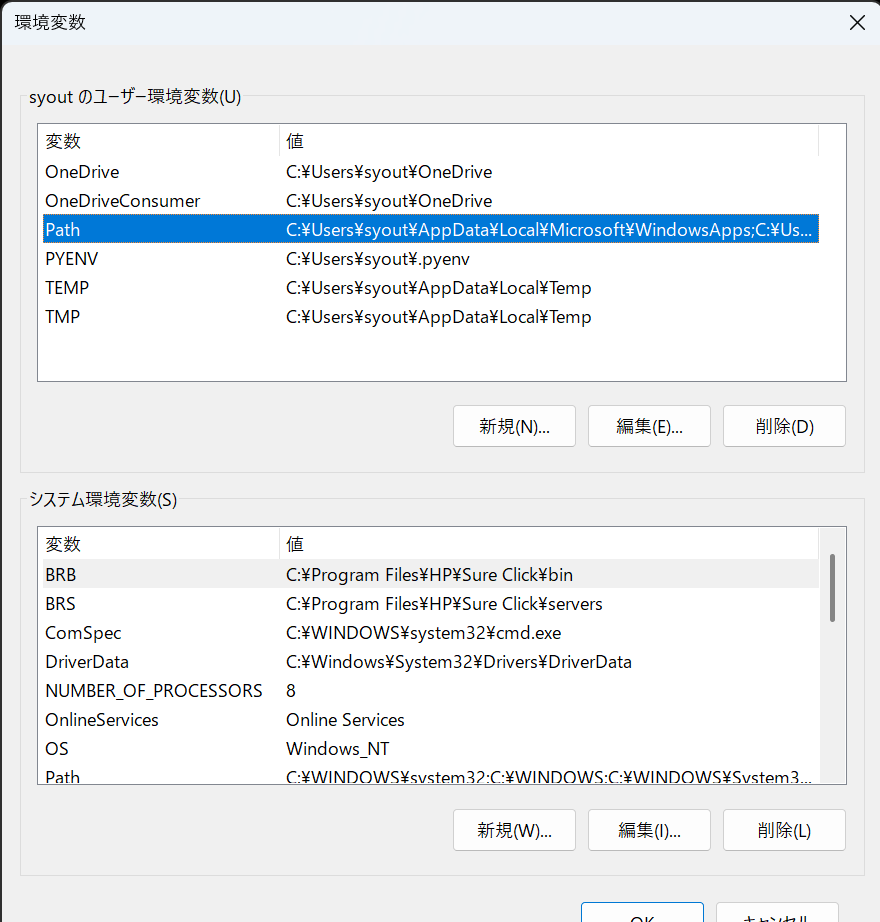 環境変数
syout のユーザー環境変数(U)
変数 値
OneDrive C:¥Users¥syout¥OneDrive
OneDriveConsumer C:¥Users¥syout¥OneDrive
Path C:¥Users¥syout¥AppData¥Local¥Microsoft¥WindowsApps;C:¥Us...
PYENV C:¥Users¥syout¥.pyenv
TEMP C:¥Users¥syout¥AppData¥Local¥Temp
TMP C:¥Users¥syout¥AppData¥Local¥Temp
新規(N)... 編集(E)... 削除(D)
システム環境変数(S)
変数 値
BRB C:¥Program Files¥HP¥Sure Click¥bin
BRS C:¥Program Files¥HP¥Sure Click¥servers
ComSpec C:¥WINDOWS¥system32¥cmd.exe
DriverData C:¥Windows¥System32¥Drivers¥DriverData
NUMBER_OF_PROCESSORS 8
OnlineServices Online Services
OS Windows_NT
Path C:¥WINDOWS¥system32;C:¥WINDOWS;C:¥WINDOWS¥System3...
新規(W)... 編集(I)... 削除(L)
OK キャンセル